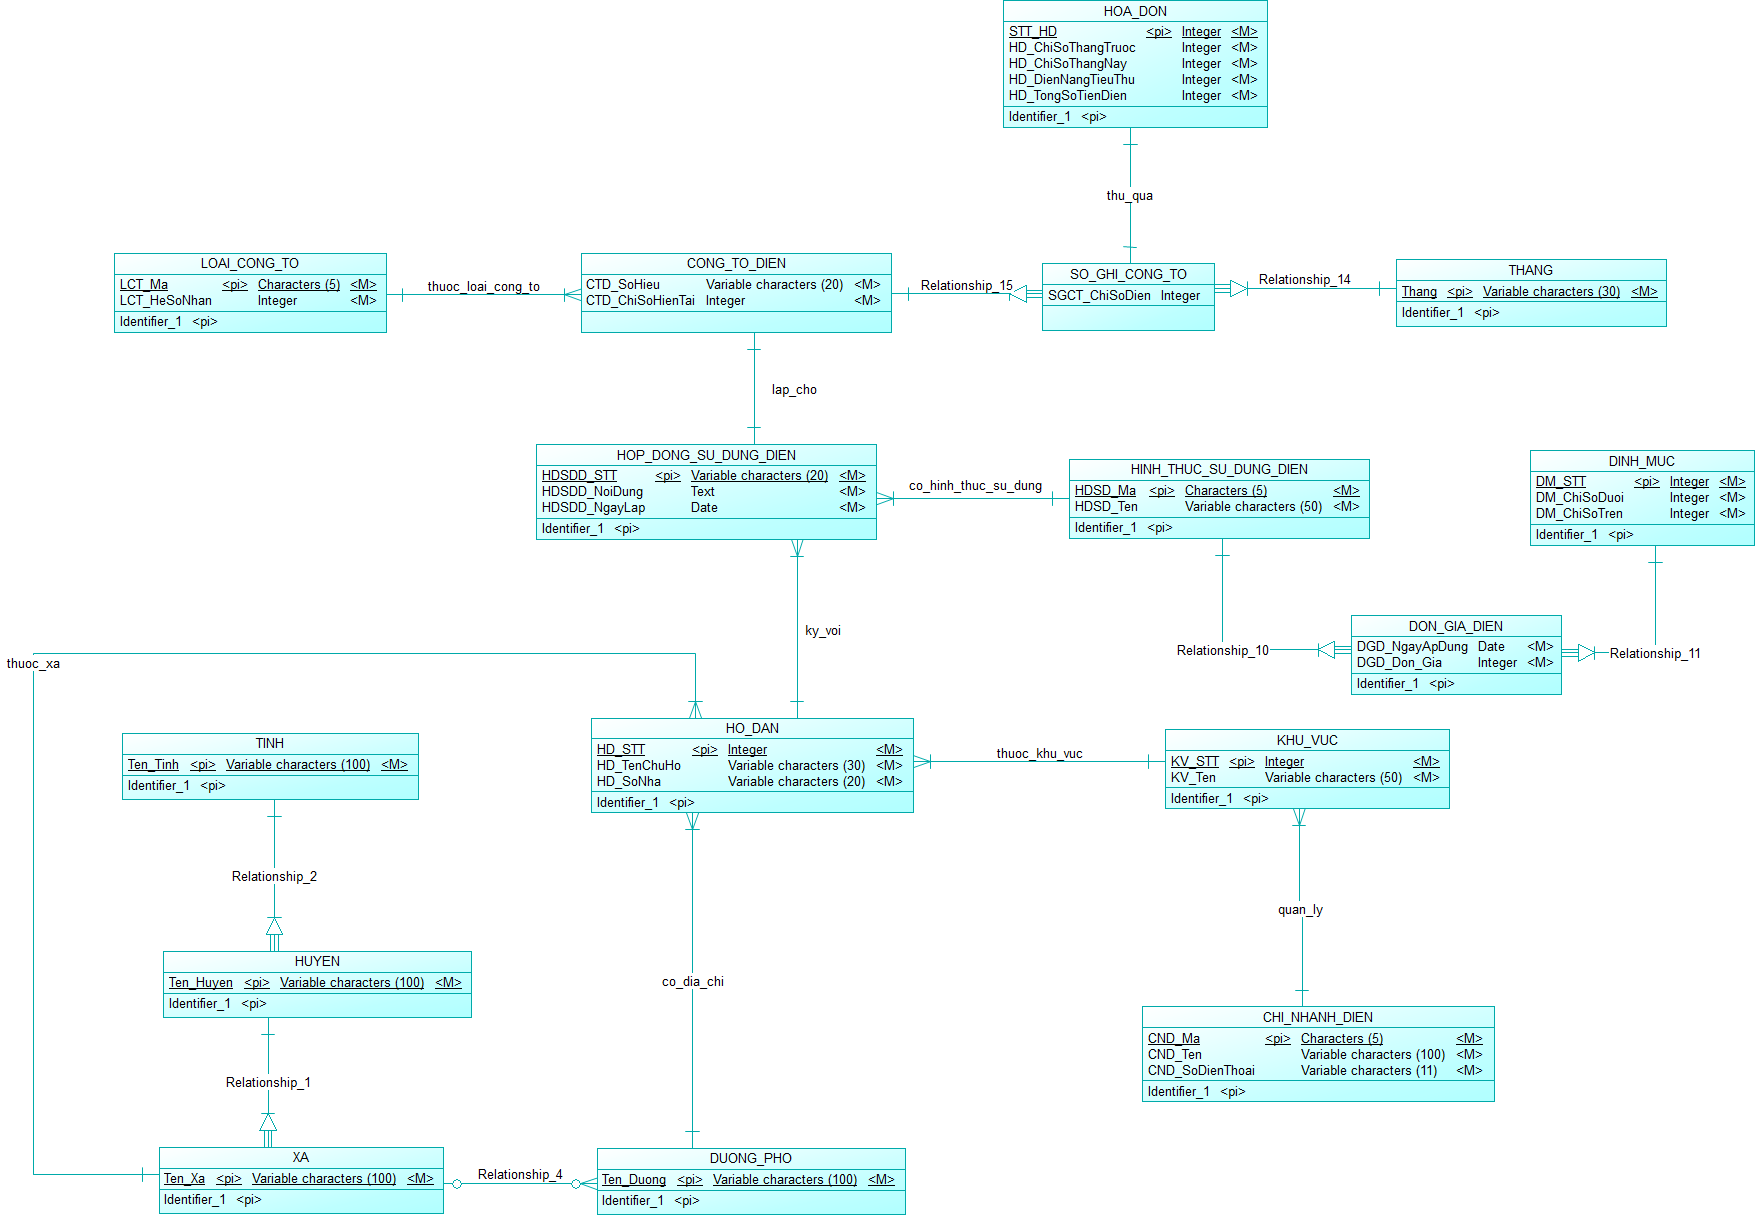 HOA_DON
STT_HD <pi> Integer <M>
HD_ChiSoThangTruoc Integer <M>
HD_ChiSoThangNay Integer <M>
HD_DienNangTieuThu Integer <M>
HD_TongSoTienDien Integer <M>
Identifier_1 <pi>
thu_qua
LOAI_CONG_TO
LCT_Ma <pi> Characters (5) <M>
LCT_HeSoNhan Integer <M>
Identifier_1 <pi>
thuoc_loai_cong_to
CONG_TO_DIEN
CTD_SoHieu Variable characters (20) <M>
CTD_ChiSoHienTai Integer <M>
Relationship_15
SO_GHI_CONG_TO
SGCT_ChiSoDien Integer
Relationship_14
THANG
Thang <pi> Variable characters (30) <M>
Identifier_1 <pi>
lap_cho
HOP_DONG_SU_DUNG_DIEN
HDSDD_STT <pi> Variable characters (20) <M>
HDSDD_NoiDung Text <M>
HDSDD_NgayLap Date <M>
Identifier_1 <pi>
co_hinh_thuc_su_dung
HINH_THUC_SU_DUNG_DIEN
HDSD_Ma <pi> Characters (5) <M>
HDSD_Ten Variable characters (50) <M>
Identifier_1 <pi>
DINH_MUC
DM_STT <pi> Integer <M>
DM_ChiSoDuoi Integer <M>
DM_ChiSoTren Integer <M>
Identifier_1 <pi>
ky_voi
Relationship_10
DON_GIA_DIEN
DGD_NgayApDung Date <M>
DGD_Don_Gia Integer <M>
Identifier_1 <pi>
Relationship_11
thuoc_xa
TINH
Ten_Tinh <pi> Variable characters (100) <M>
Identifier_1 <pi>
HO_DAN
HD_STT <pi> Integer <M>
HD_TenChuHo Variable characters (30) <M>
HD_SoNha Variable characters (20) <M>
Identifier_1 <pi>
thuoc_khu_vuc
KHU_VUC
KV_STT <pi> Integer <M>
KV_Ten Variable characters (50) <M>
Identifier_1 <pi>
Relationship_2
quan_ly
HUYEN
Ten_Huyen <pi> Variable characters (100) <M>
Identifier_1 <pi>
co_dia_chi
CHI_NHANH_DIEN
CND_Ma <pi> Characters (5) <M>
CND_Ten Variable characters (100) <M>
CND_SoDienThoai Variable characters (11) <M>
Identifier_1 <pi>
Relationship_1
XA
Ten_Xa <pi> Variable characters (100) <M>
Identifier_1 <pi>
Relationship_4
DUONG_PHO
Ten_Duong <pi> Variable characters (100) <M>
Identifier_1 <pi>